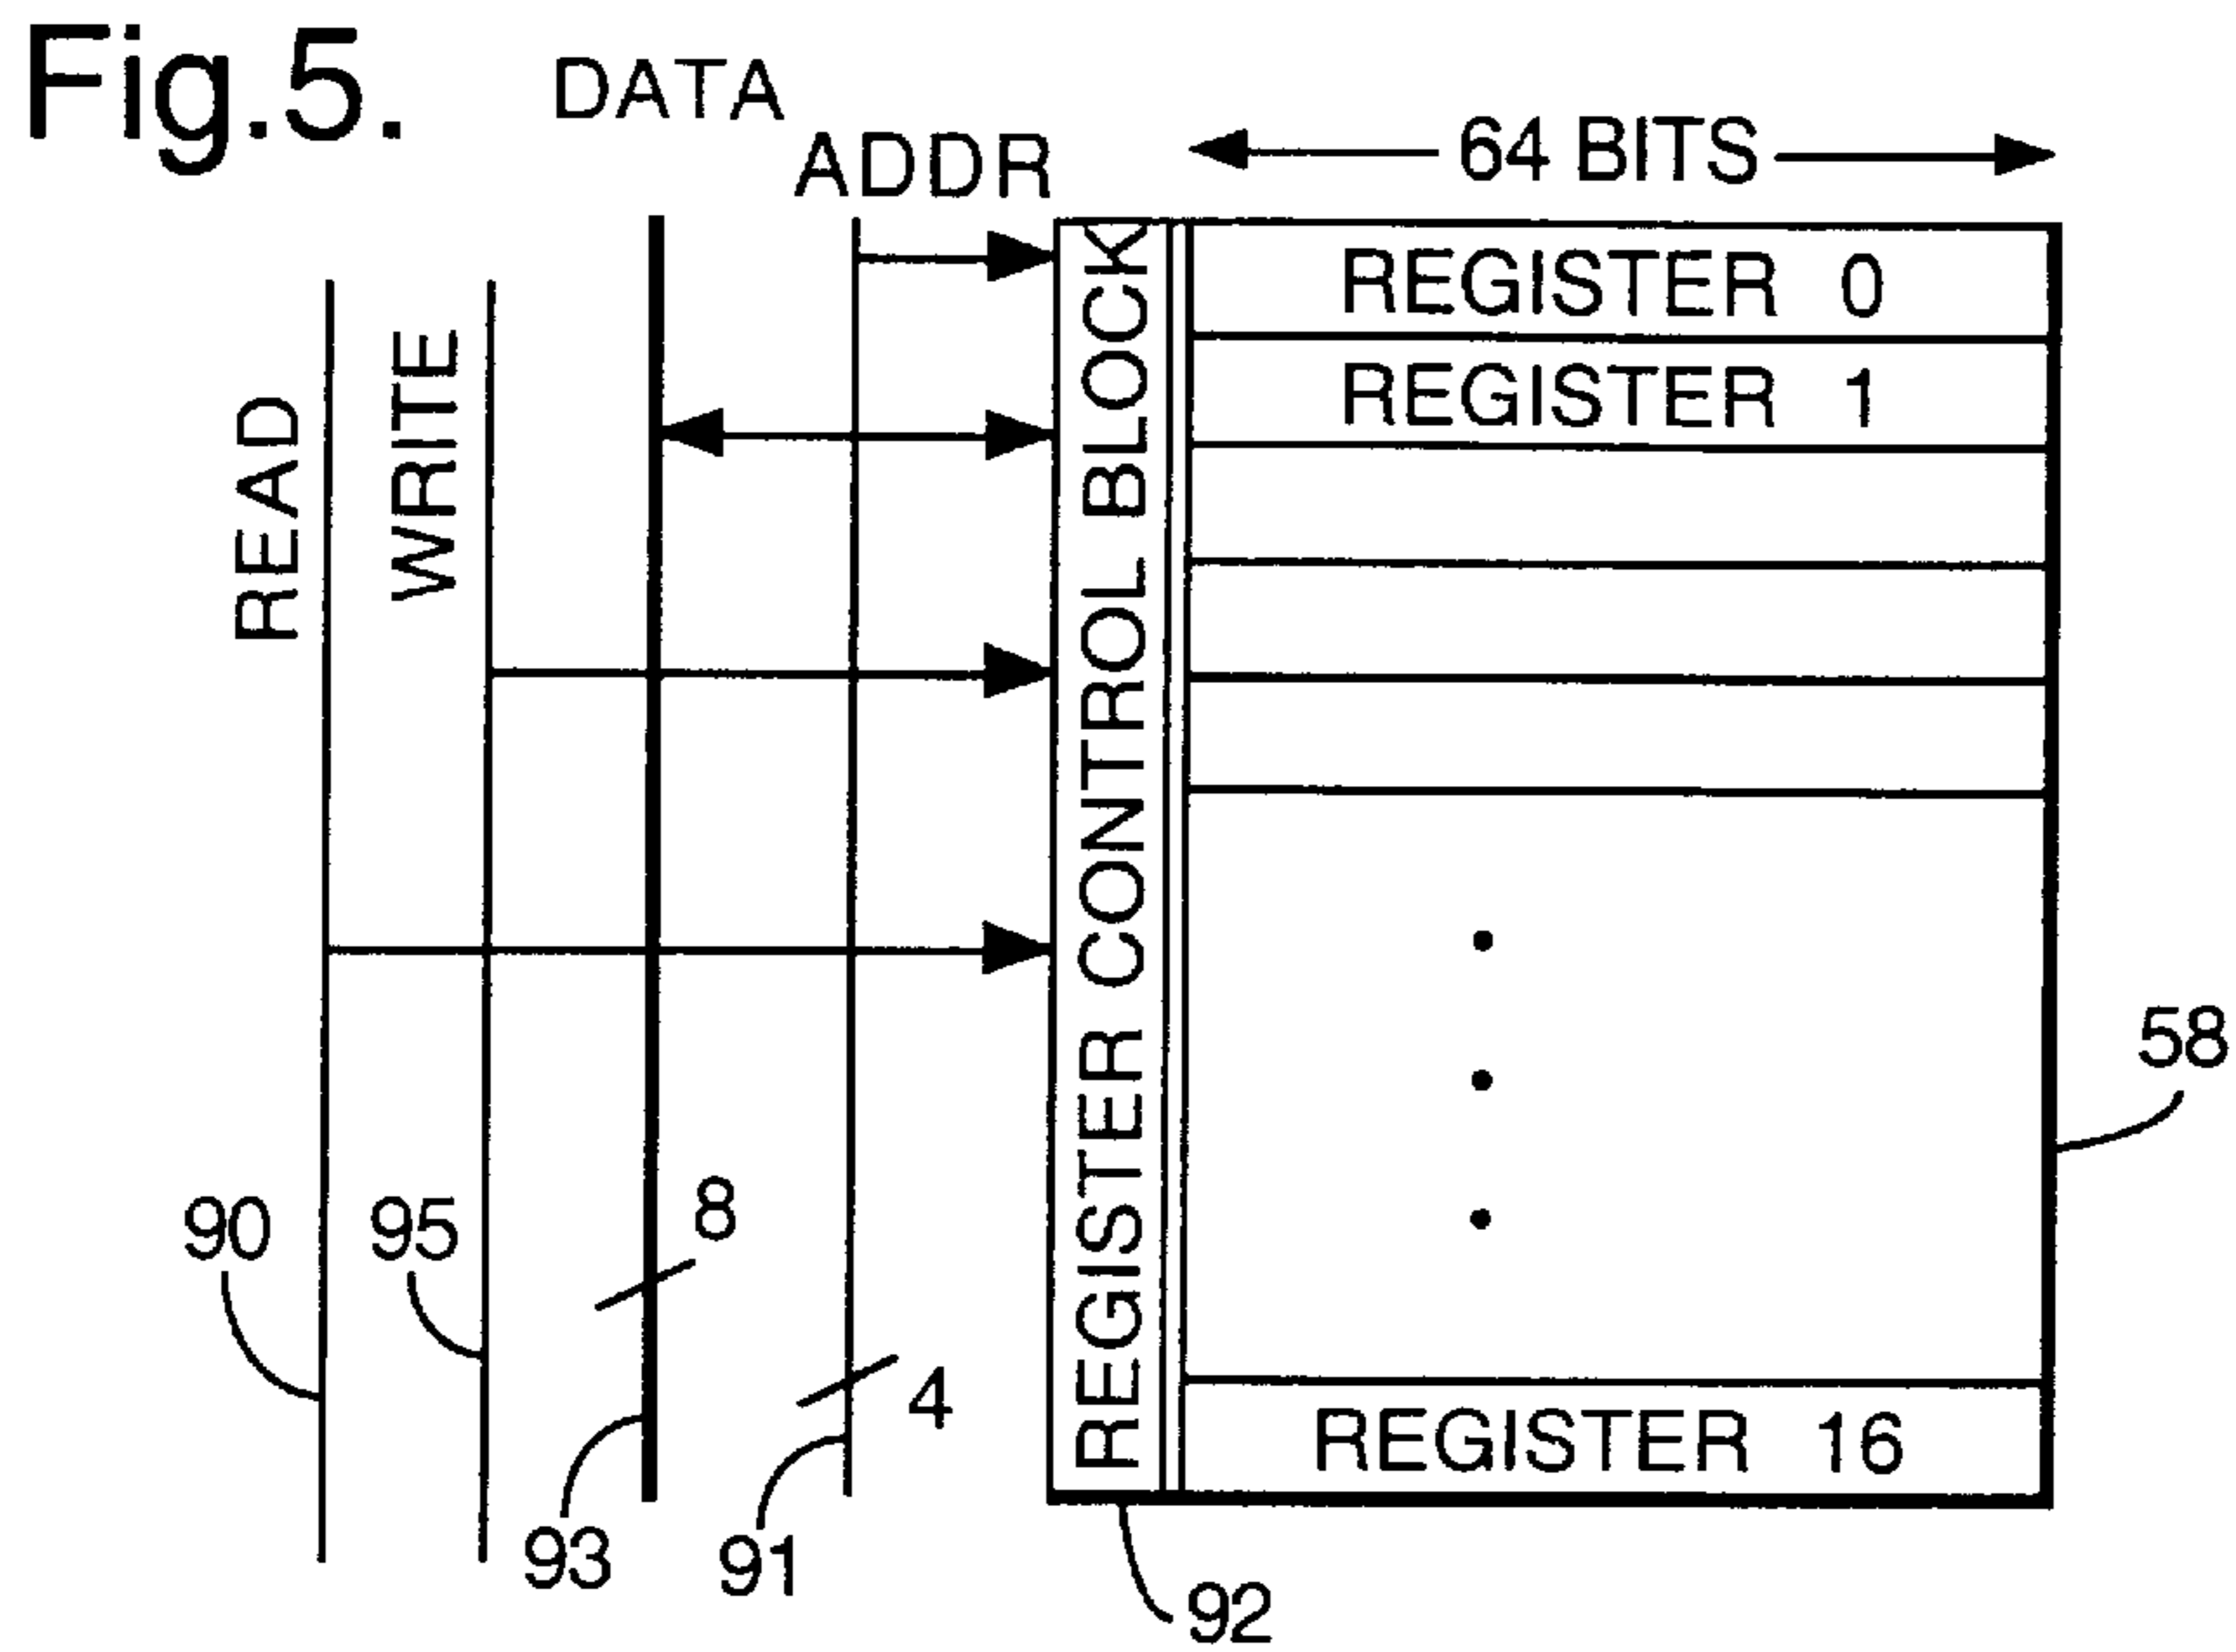 Fig.5.
DATA
ADDR
64 BITS
READ
WRITE
REGISTER CONTROL BLOCK
REGISTER 0
REGISTER 1
58
90
95
8
4
REGISTER 16
93
91
92